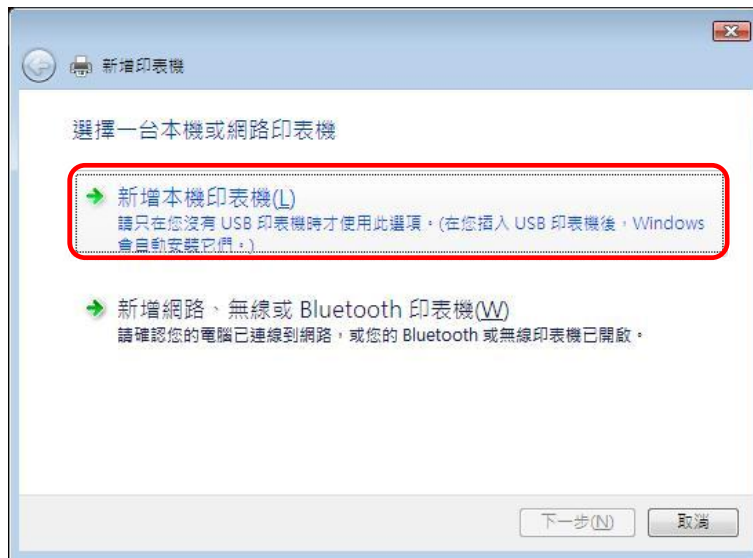 新增印表機
選擇一台本機或網路印表機
新增本機印表機(L)
請只在您沒有 USB 印表機時才使用此選項。(在您插入 USB 印表機後，Windows
會自動安裝它們。)
新增網路、無線或 Bluetooth 印表機(W)
請確認您的電腦已連線到網路，或您的 Bluetooth 或無線印表機已開啟。
下一步(N)
取消